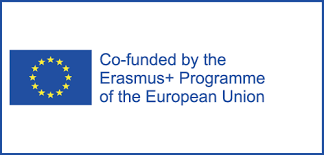 Co-funded by the
Erasmus+ Programme
of the European Union